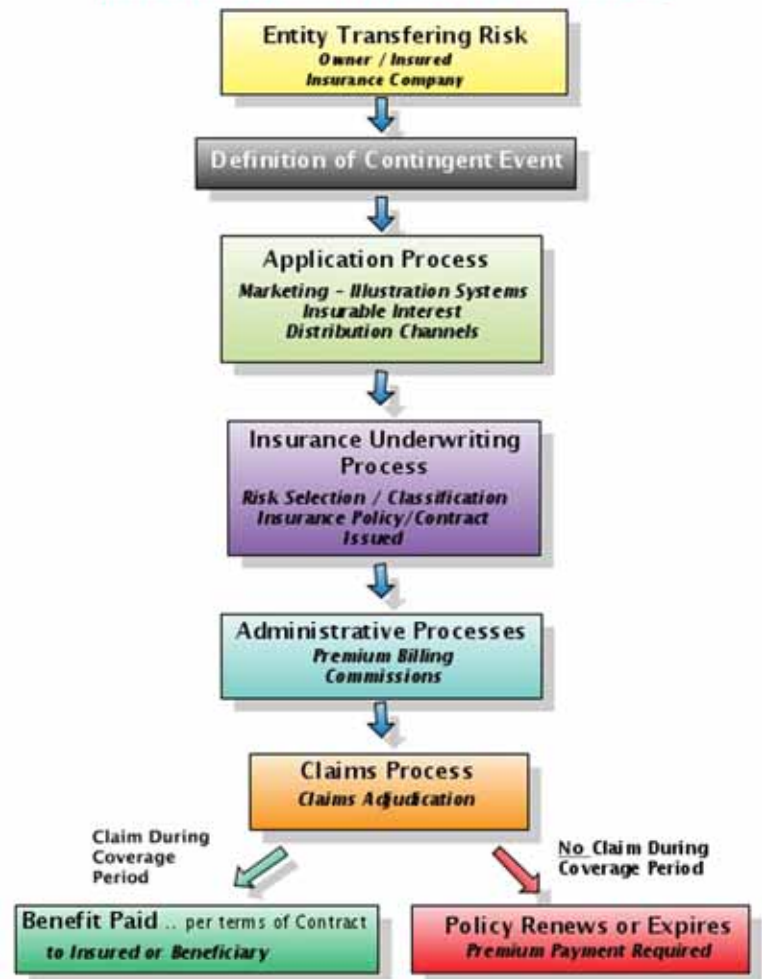 Entity Transferring Risk
Owner / Insured
Insurance Company
Definition of Contingent Event
Application Process
Marketing – Illustration Systems
Insurable Interest
Distribution Channels
Insurance Underwriting
Process
Risk Selection / Classification
Insurance Policy/Contract
Issued
Administrative Processes
Premium Billing
Commissions
Claims Process
Claims Adjudication
Claim During
Coverage
Period
No Claim During
Coverage Period
Benefit Paid .. per terms of Contract
to Insured or Beneficiary
Policy Renews or Expires
Premium Payment Required